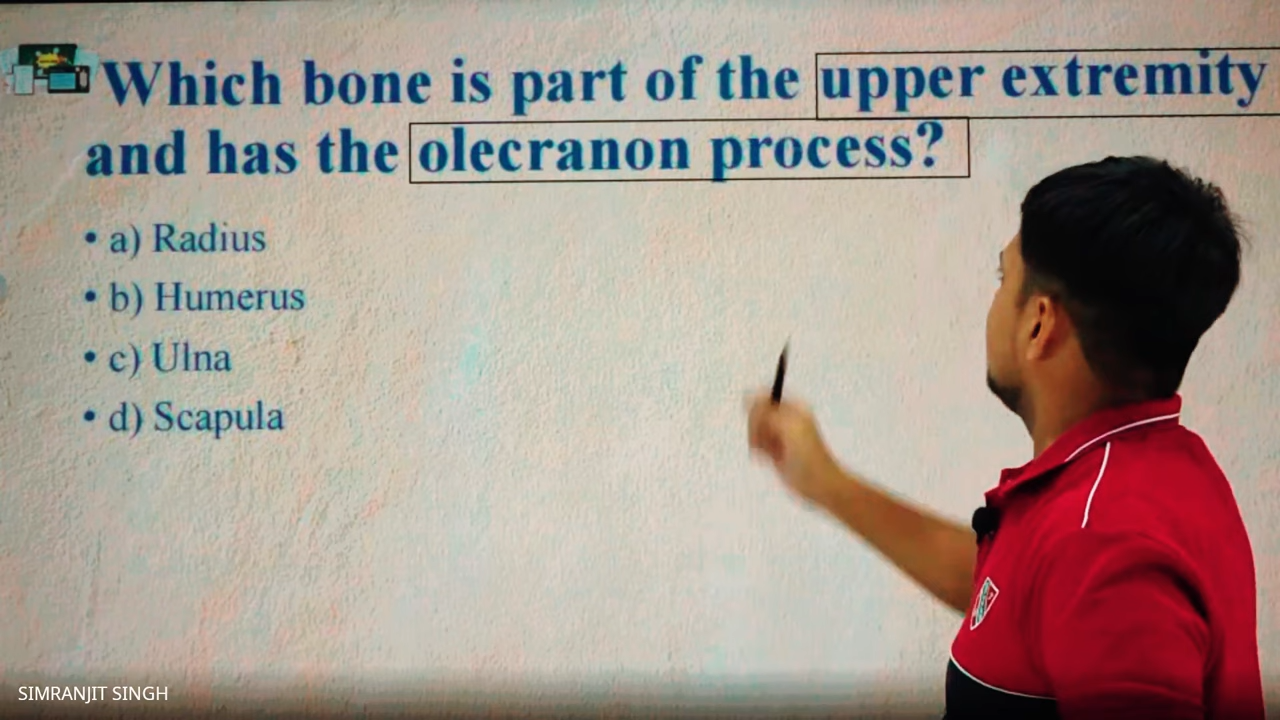 Which bone is part of the upper extremity
and has the olecranon process?
• a) Radius
• b) Humerus
• c) Ulna
• d) Scapula
SIMRANJIT SINGH